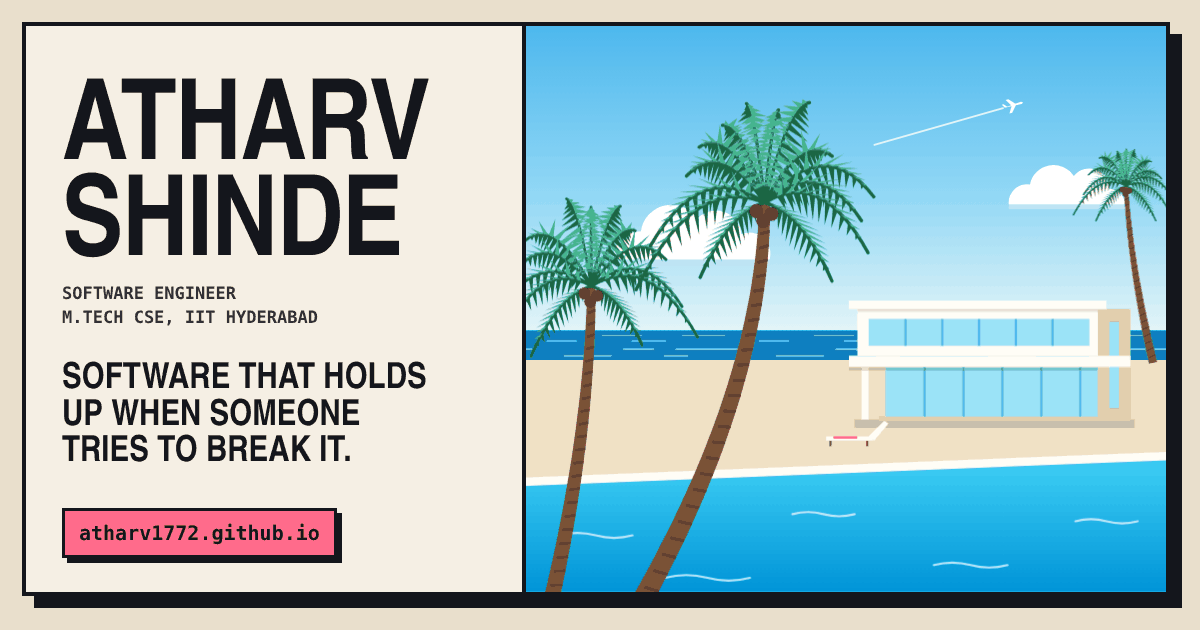 ATHARV
SHINDE
SOFTWARE ENGINEER
M.TECH CSE, IIT HYDERABAD
SOFTWARE THAT HOLDS
UP WHEN SOMEONE
TRIES TO BREAK IT.
atharv1772.github.io